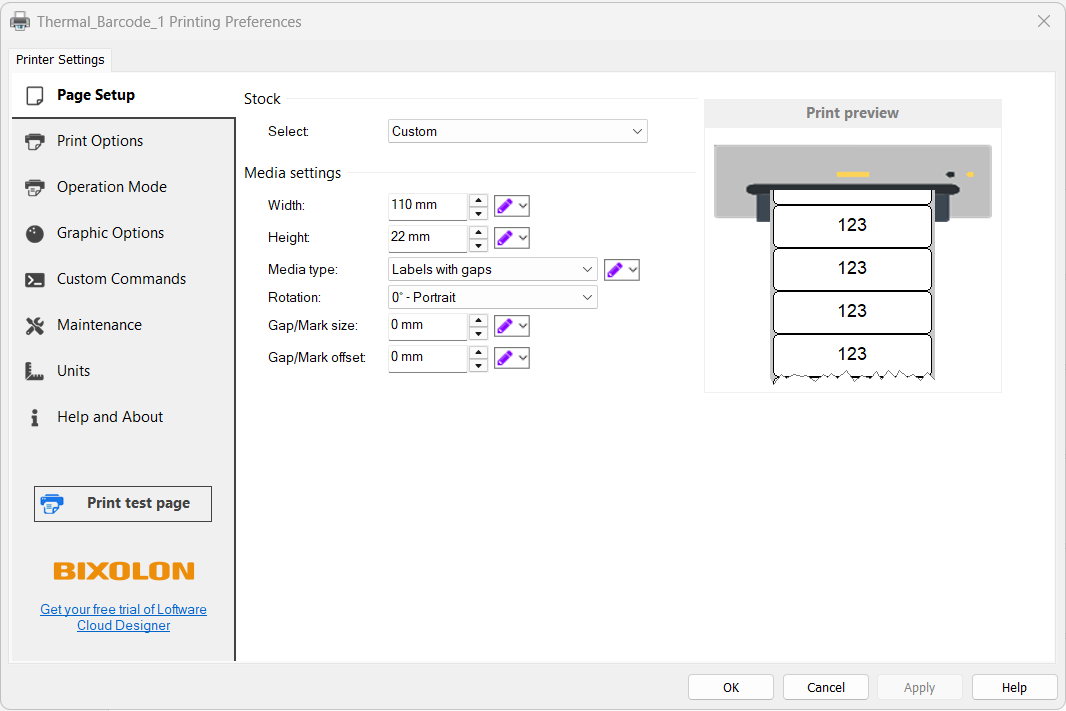 Thermal_Barcode_1 Printing Preferences
Printer Settings
Page Setup
Print Options
Operation Mode
Graphic Options
Custom Commands
Maintenance
Units
Help and About
Print test page
BIXOLON
Get your free trial of Loftware
Cloud Designer
Stock
Select: Custom
Media settings
Width: 110 mm
Height: 22 mm
Media type: Labels with gaps
Rotation: 0° - Portrait
Gap/Mark size: 0 mm
Gap/Mark offset: 0 mm
Print preview
123
123
123
123
OK Cancel Apply Help